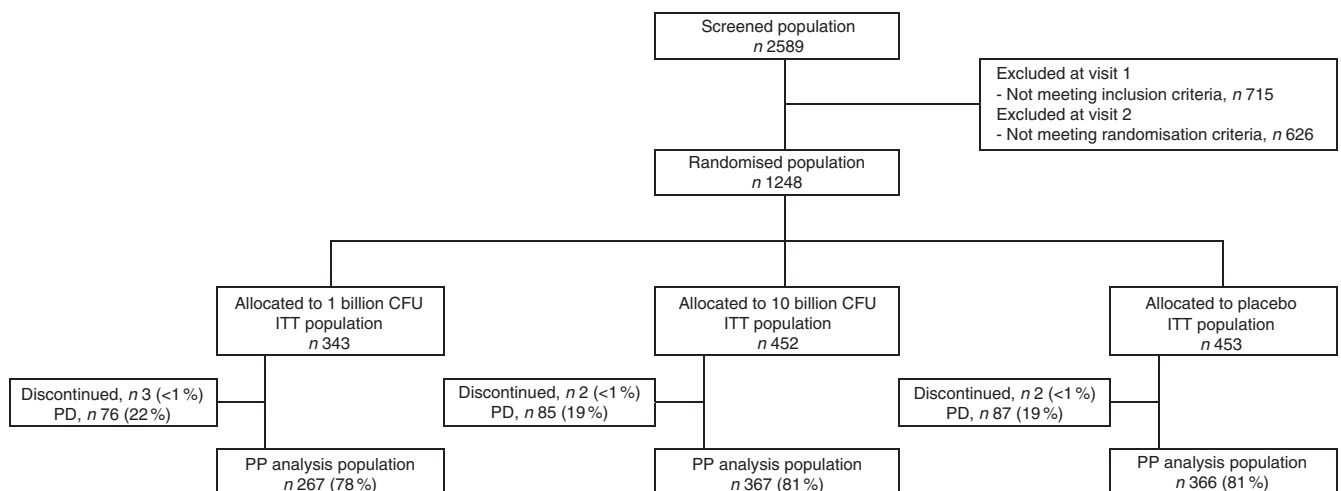 Screened population
n 2589
Excluded at visit 1
- Not meeting inclusion criteria, n 715
Excluded at visit 2
- Not meeting randomisation criteria, n 626
Randomised population
n 1248
Allocated to 1 billion CFU
ITT population
n 343
Allocated to 10 billion CFU
ITT population
n 452
Allocated to placebo
ITT population
n 453
Discontinued, n 3 (<1 %)
PD, n 76 (22 %)
Discontinued, n 2 (<1 %)
PD, n 85 (19 %)
Discontinued, n 2 (<1 %)
PD, n 87 (19 %)
PP analysis population
n 267 (78 %)
PP analysis population
n 367 (81 %)
PP analysis population
n 366 (81 %)